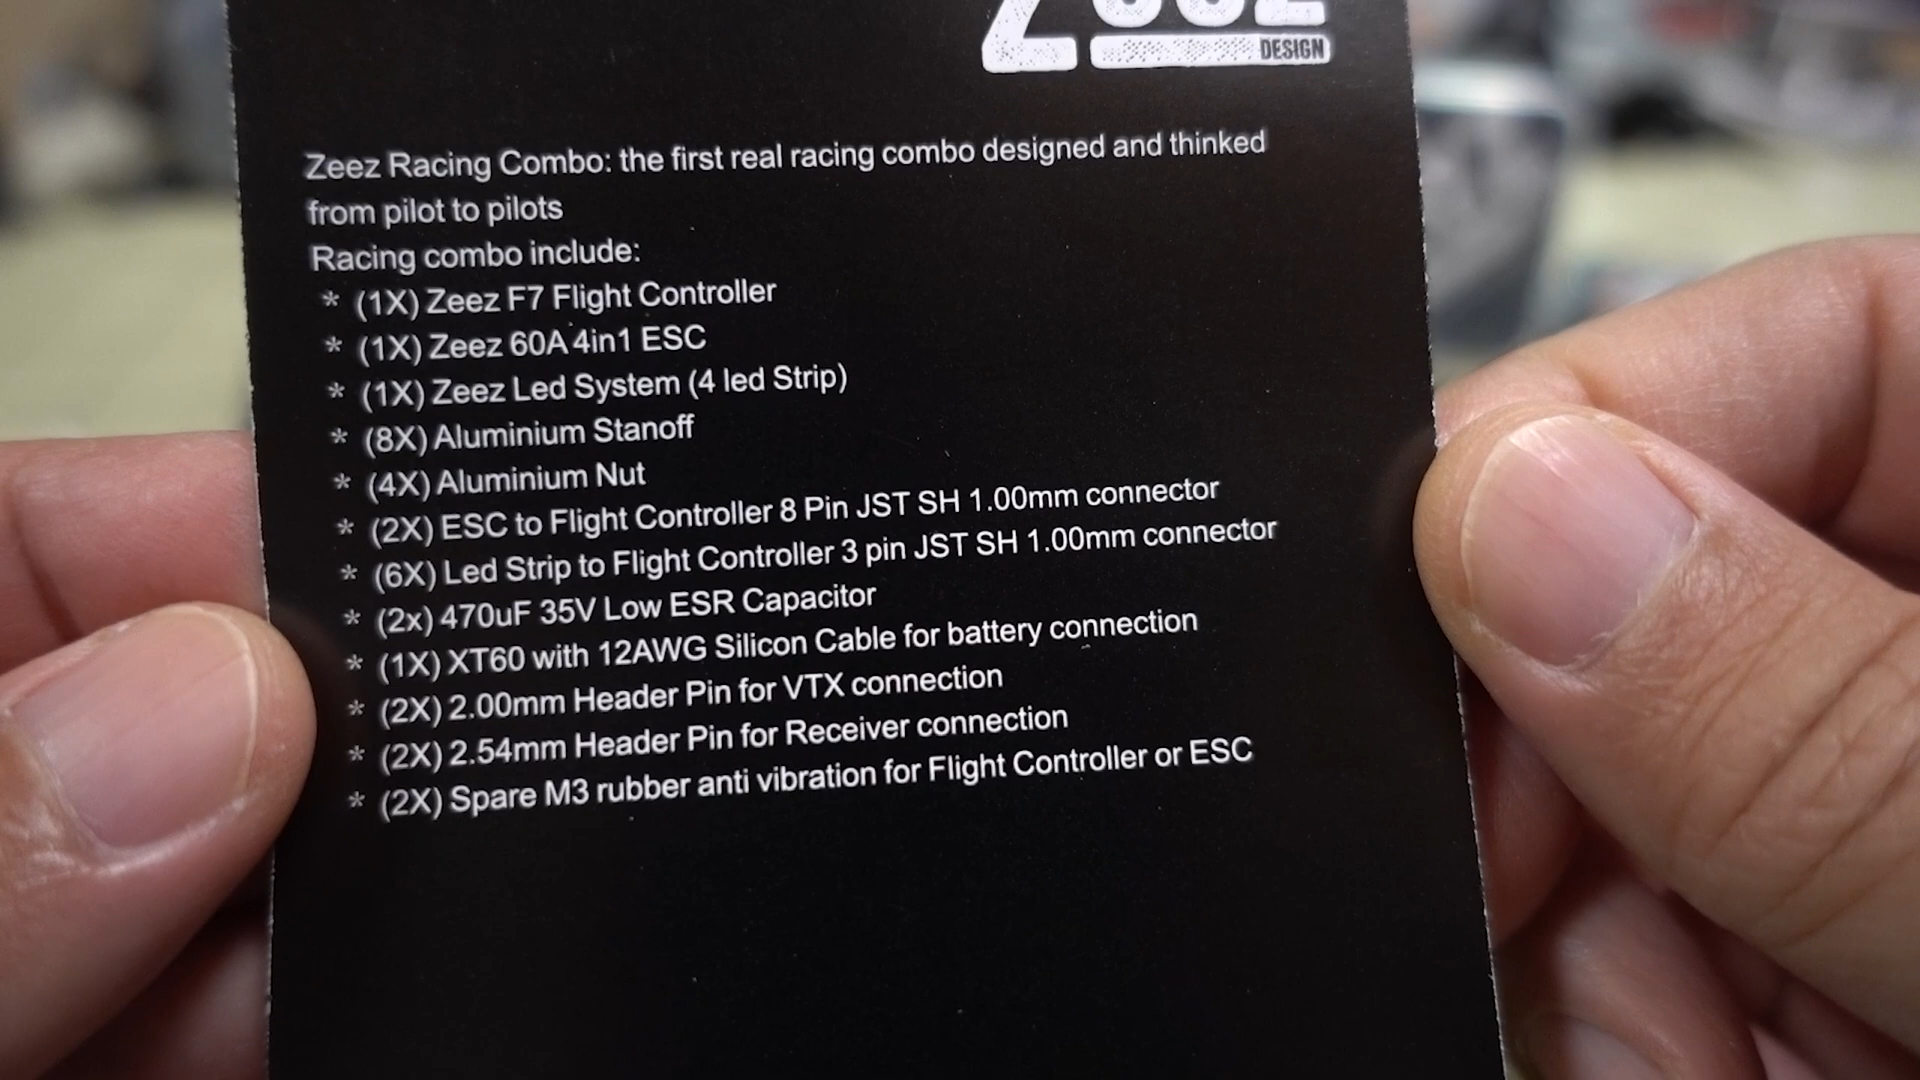 DESIGN
Zeez Racing Combo: the first real racing combo designed and thinked
from pilot to pilots
Racing combo include:
* (1X) Zeez F7 Flight Controller
* (1X) Zeez 60A 4in1 ESC
* (1X) Zeez Led System (4 led Strip)
* (8X) Aluminium Stanoff
* (4X) Aluminium Nut
* (2X) ESC to Flight Controller 8 Pin JST SH 1.00mm connector
* (6X) Led Strip to Flight Controller 3 pin JST SH 1.00mm connector
* (2x) 470uF 35V Low ESR Capacitor
* (1X) XT60 with 12AWG Silicon Cable for battery connection
* (2X) 2.00mm Header Pin for VTX connection
* (2X) 2.54mm Header Pin for Receiver connection
* (2X) Spare M3 rubber anti vibration for Flight Controller or ESC